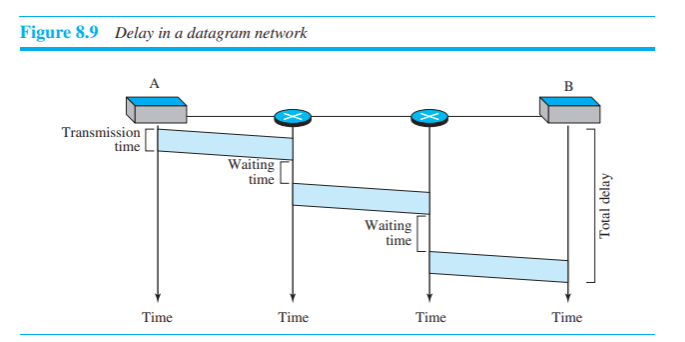 Figure 8.9 Delay in a datagram network
A
B
Transmission
time
Waiting
time
Waiting
time
Total delay
Time
Time
Time
Time